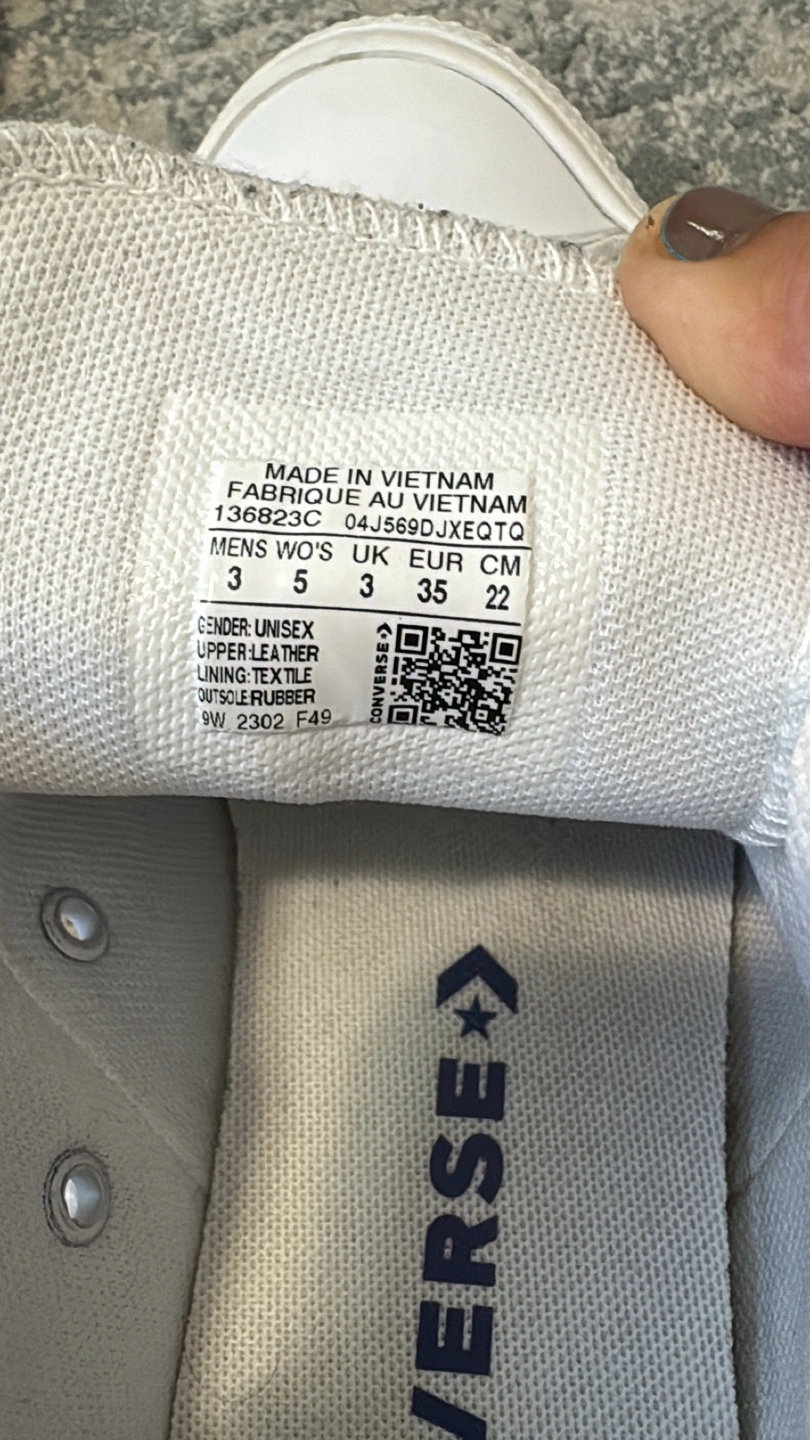 MADE IN VIETNAM
FABRIQUE AU VIETNAM
136823C 04J569DJXEQTQ
MENS WO'S UK EUR CM
3 5 3 35 22
GENDER: UNISEX
UPPER:LEATHER
LINING:TEXTILE
OUTSOLE:RUBBER
9W 2302 F49
CONVERSE
VERSE